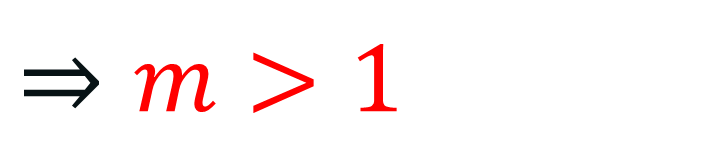 ⇒ 𝑚 > 1